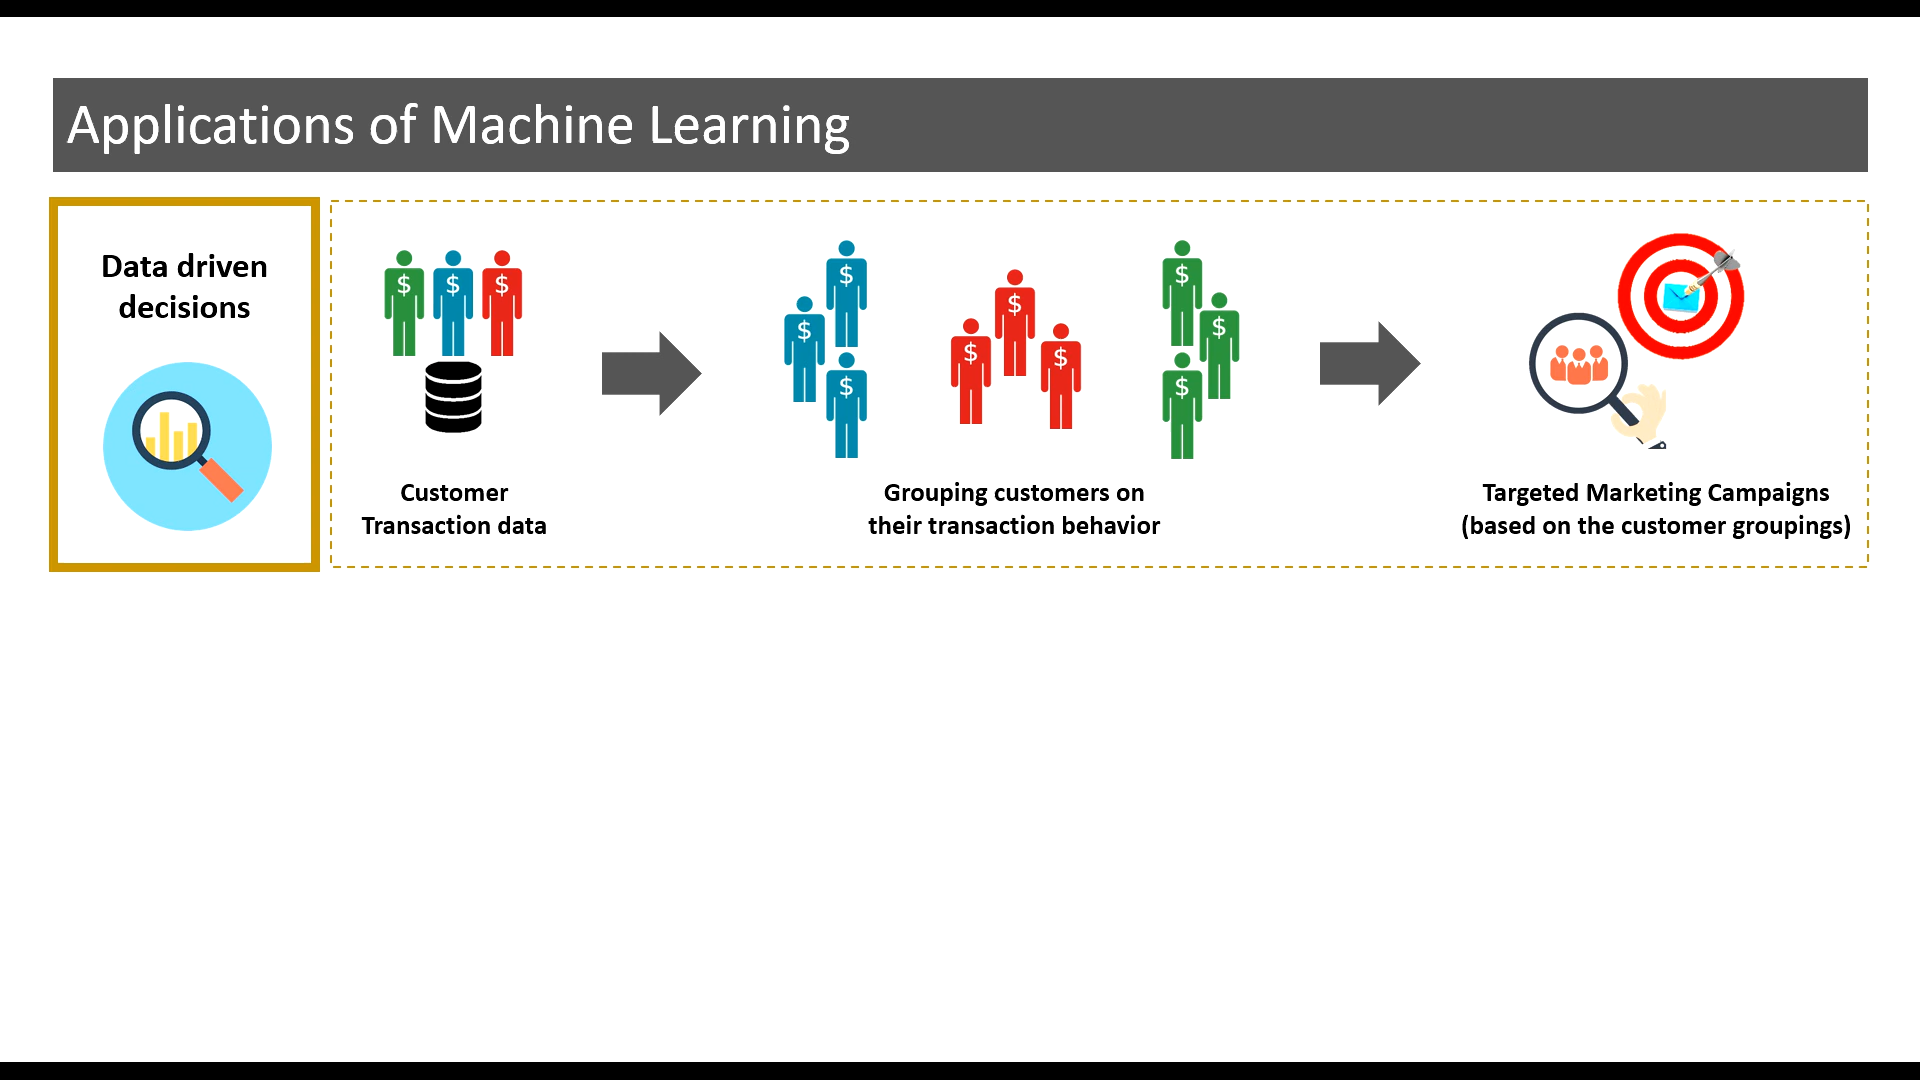 Applications of Machine Learning
Data driven
decisions
$ $ $
$
$
$
$
$
$
$
$
$
Customer
Transaction data
Grouping customers on
their transaction behavior
Targeted Marketing Campaigns
(based on the customer groupings)